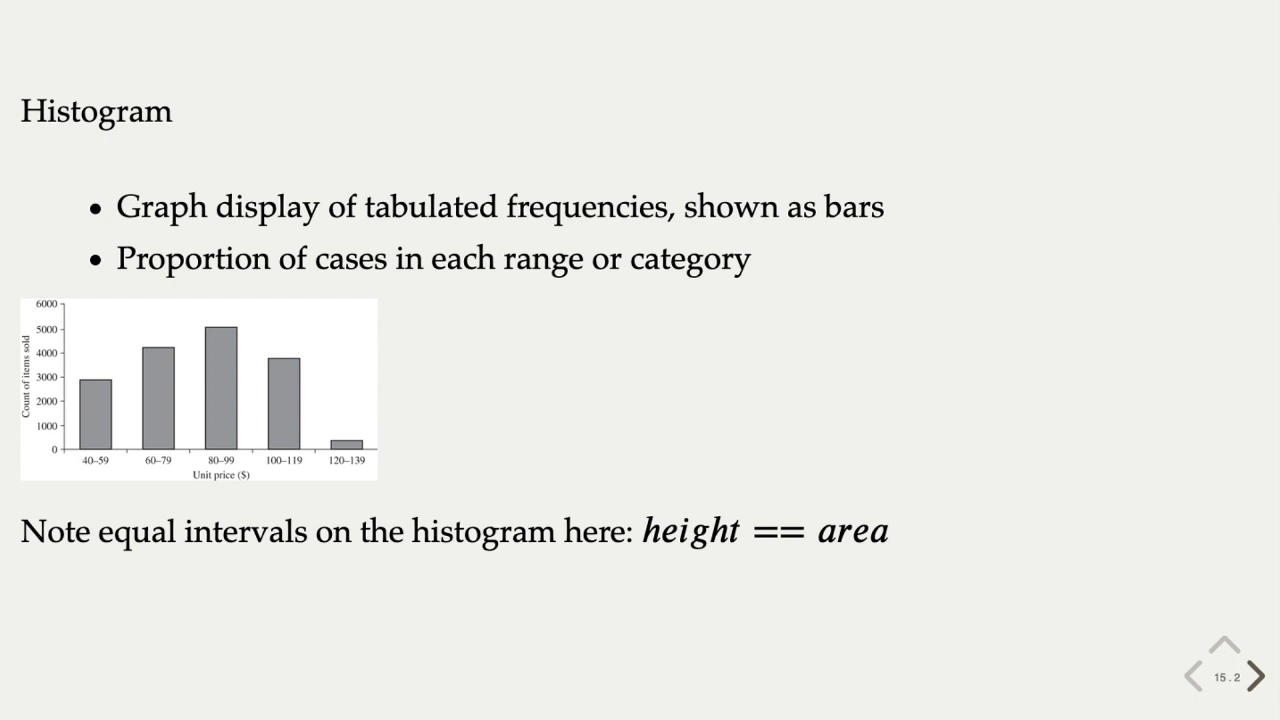 Histogram
• Graph display of tabulated frequencies, shown as bars
• Proportion of cases in each range or category
6000
5000
4000
3000
2000
1000
0
Count of items sold
40–59 60–79 80–99 100–119 120–139
Unit price ($)
Note equal intervals on the histogram here: height == area
15.2